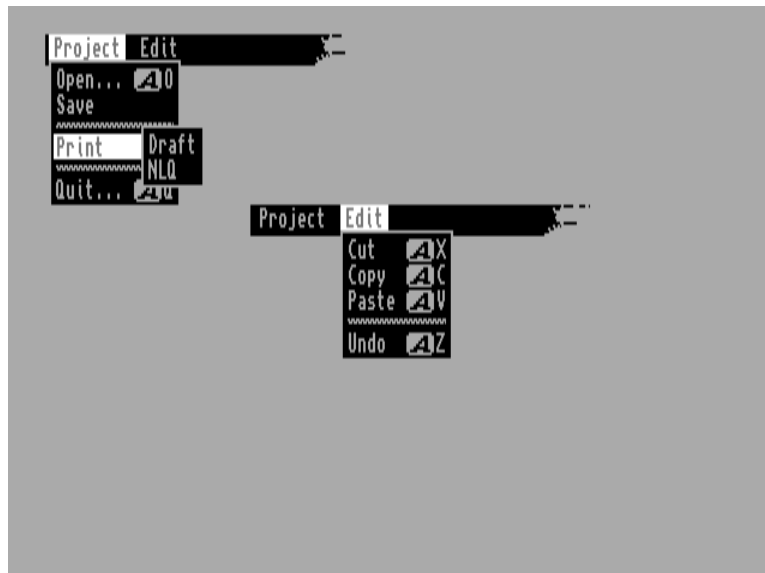 Project Edit
Open... A O
Save
Print
Draft
NLQ
Quit... A Q
Project Edit
Cut A X
Copy A C
Paste A V
Undo A Z